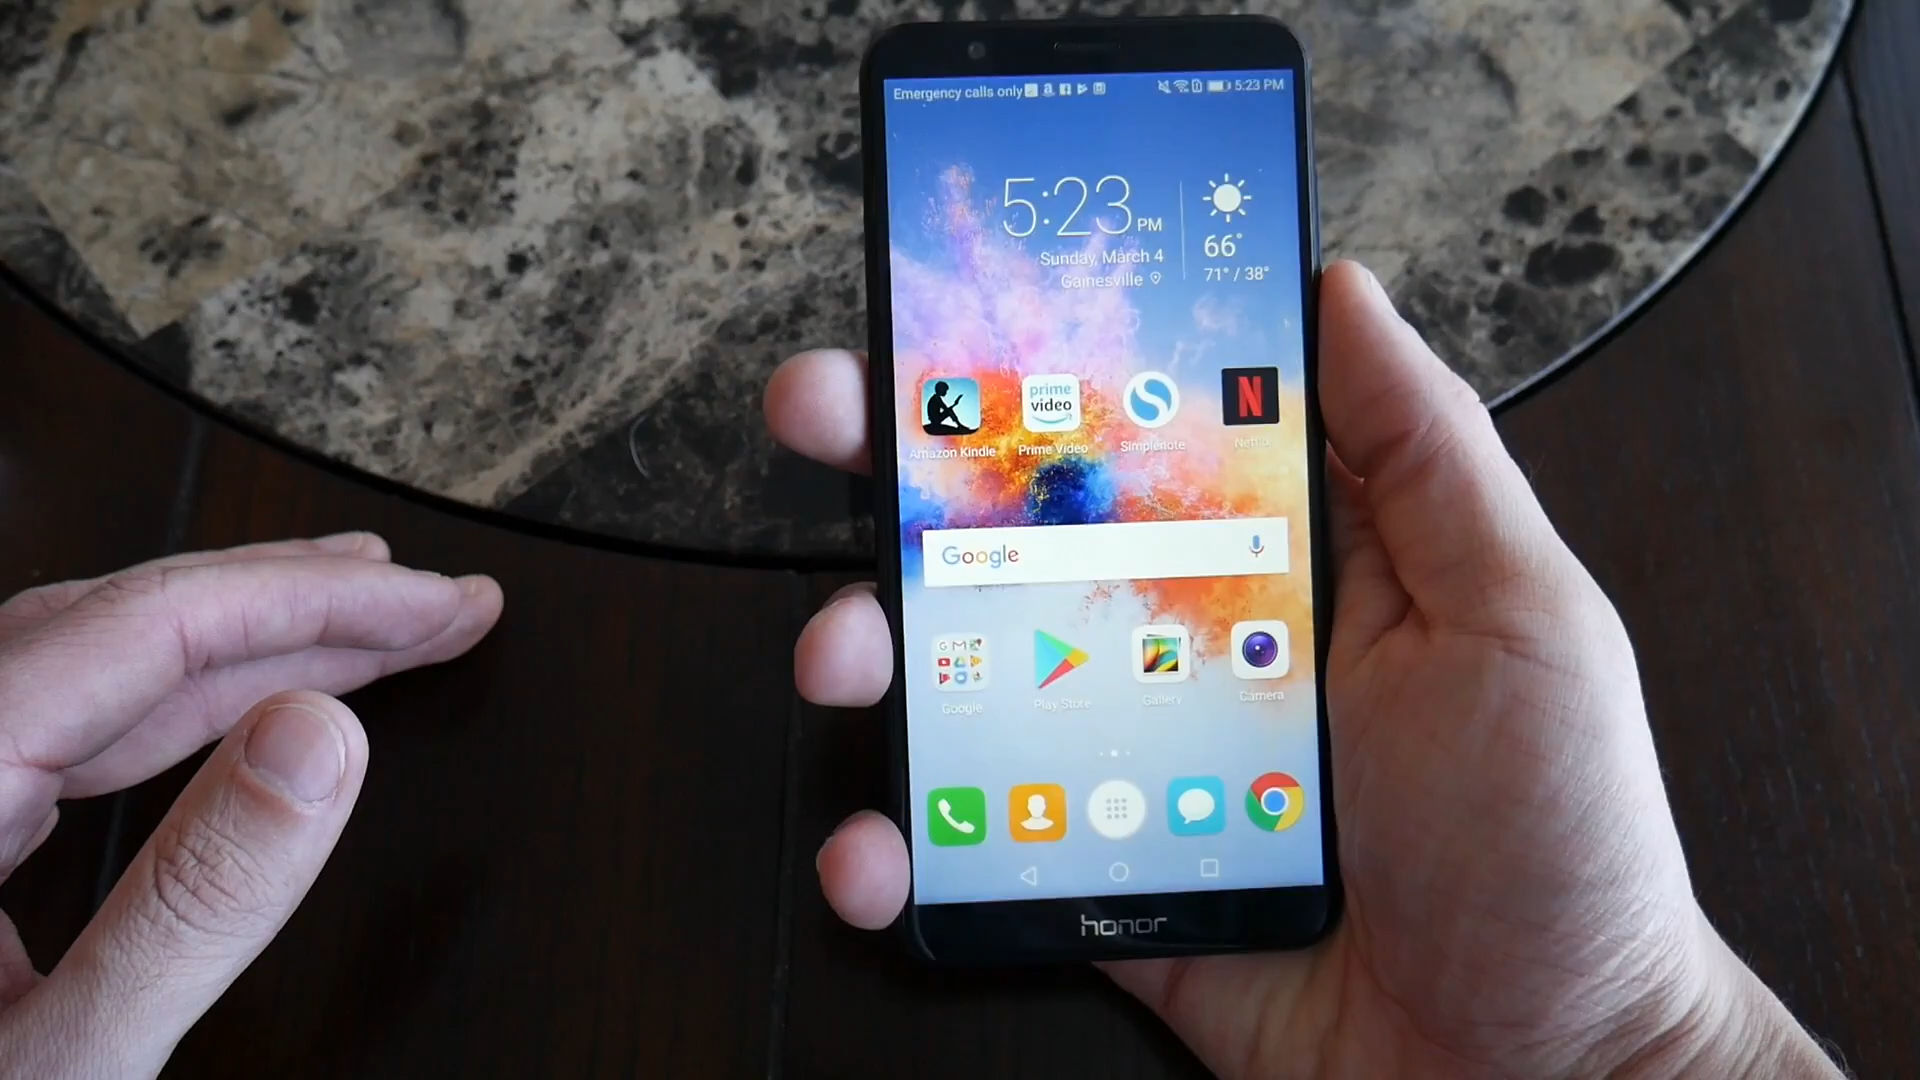 Emergency calls only 5:23 PM
5:23 PM
Sunday, March 4
Gainesville
66°
71° / 38°
prime video
N
Amazon Kindle Prime Video Simplenote Netflix
Google
G M
Google Play Store Gallery Camera
honor